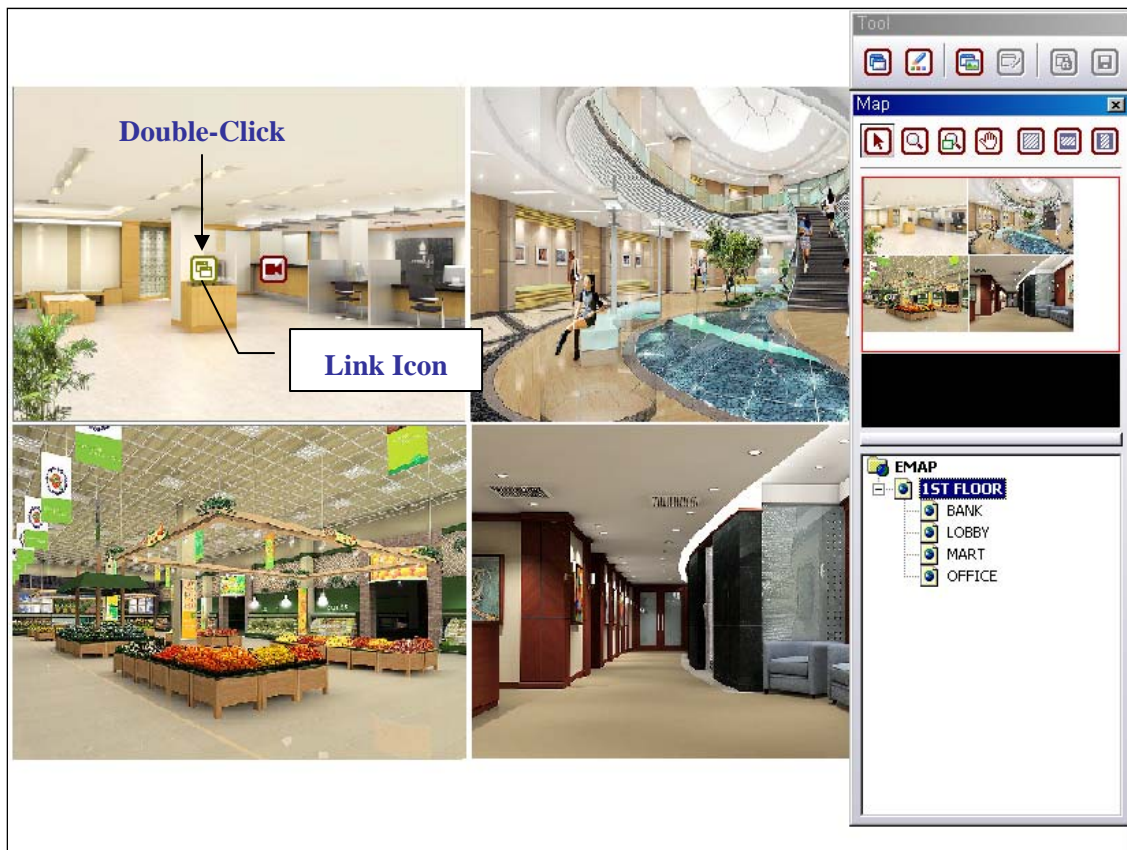 Tool
Map
Double-Click
Link Icon
EMAP
1ST FLOOR
BANK
LOBBY
MART
OFFICE